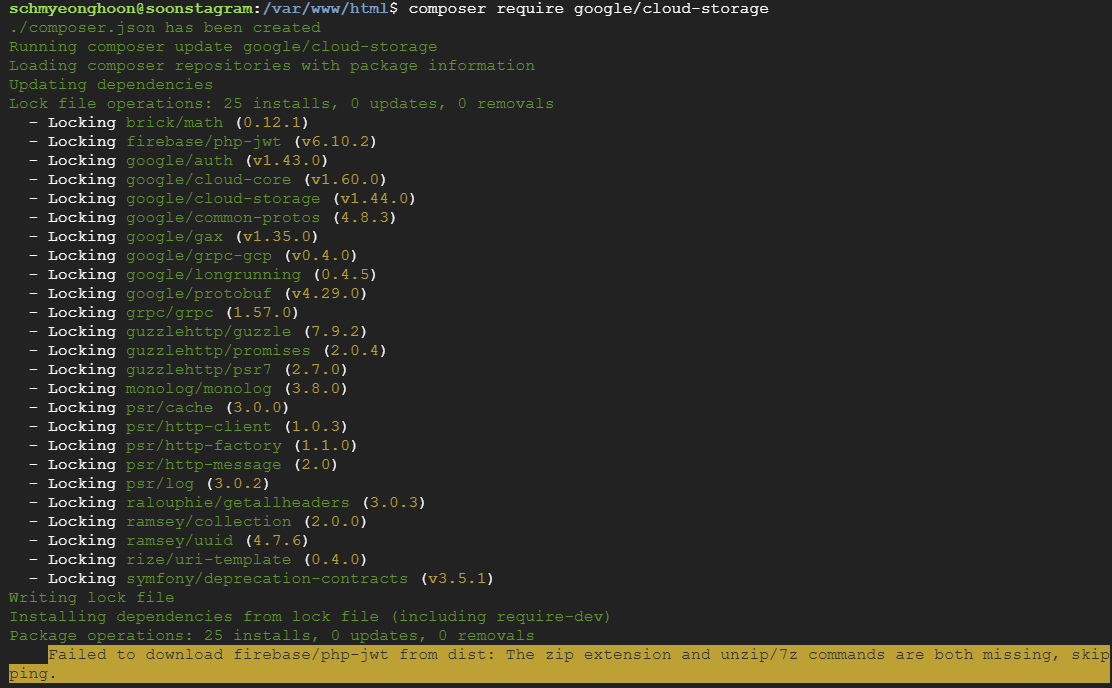 schmyeonghoon@soonstagram:/var/www/html$ composer require google/cloud-storage
./composer.json has been created
Running composer update google/cloud-storage
Loading composer repositories with package information
Updating dependencies
Lock file operations: 25 installs, 0 updates, 0 removals
  - Locking brick/math (0.12.1)
  - Locking firebase/php-jwt (v6.10.2)
  - Locking google/auth (v1.43.0)
  - Locking google/cloud-core (v1.60.0)
  - Locking google/cloud-storage (v1.44.0)
  - Locking google/common-protos (4.8.3)
  - Locking google/gax (v1.35.0)
  - Locking google/grpc-gcp (v0.4.0)
  - Locking google/longrunning (0.4.5)
  - Locking google/protobuf (v4.29.0)
  - Locking grpc/grpc (1.57.0)
  - Locking guzzlehttp/guzzle (7.9.2)
  - Locking guzzlehttp/promises (2.0.4)
  - Locking guzzlehttp/psr7 (2.7.0)
  - Locking monolog/monolog (3.8.0)
  - Locking psr/cache (3.0.0)
  - Locking psr/http-client (1.0.3)
  - Locking psr/http-factory (1.1.0)
  - Locking psr/http-message (2.0)
  - Locking psr/log (3.0.2)
  - Locking ralouphie/getallheaders (3.0.3)
  - Locking ramsey/collection (2.0.0)
  - Locking ramsey/uuid (4.7.6)
  - Locking rize/uri-template (0.4.0)
  - Locking symfony/deprecation-contracts (v3.5.1)
Writing lock file
Installing dependencies from lock file (including require-dev)
Package operations: 25 installs, 0 updates, 0 removals
    Failed to download firebase/php-jwt from dist: The zip extension and unzip/7z commands are both missing, skip
ping.